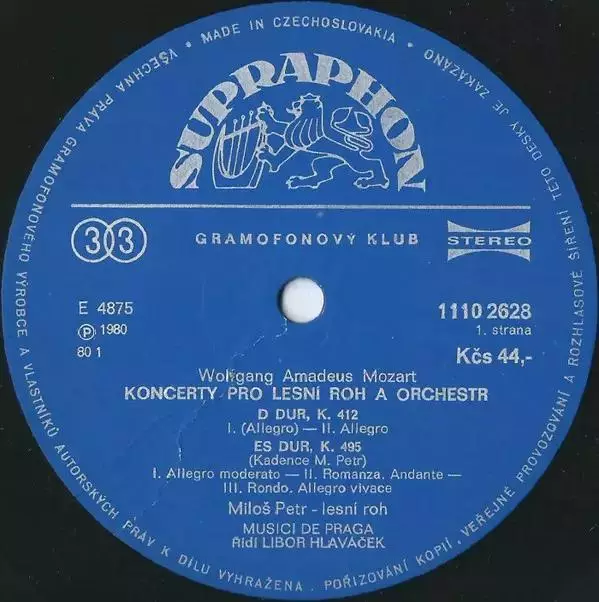 MADE IN CZECHOSLOVAKIA • VŠECHNA PRÁVA GRAMOFONOVÉHO VÝROBCE A VLASTNÍKŮ AUTORSKÝCH PRÁV K DÍLU VYHRAŽENA. POŘIZOVÁNÍ KOPIÍ, VEŘEJNÉ PROVOZOVÁNÍ A ROZHLASOVÉ ŠÍŘENÍ TÉTO DESKY JE ZAKÁZÁNO •
SUPRAPHON
33 GRAMOFONOVÝ KLUB STEREO
E 4875
℗ 1980
80 1
1110 2628
1. strana
Kčs 44,-
Wolfgang Amadeus Mozart
KONCERTY PRO LESNÍ ROH A ORCHESTR
D DUR, K. 412
I. (Allegro) — II. Allegro
ES DUR, K. 495
(Kadence M. Petr)
I. Allegro moderato — II. Romanza. Andante —
III. Rondo. Allegro vivace
Miloš Petr - lesní roh
MUSICI DE PRAGA
Řídí LIBOR HLAVÁČEK